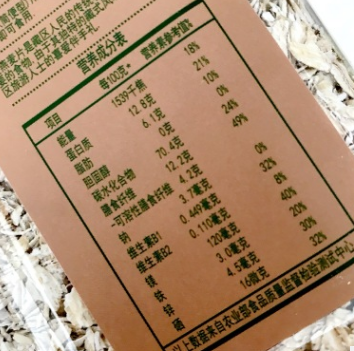 营养成分表
项目 每100克* 营养素参考值%
能量 1539千焦 18%
蛋白质 12.8克 21%
脂肪 6.1克 10%
胆固醇 0克 0%
碳水化合物 70.4克 24%
膳食纤维 12.2克 49%
-可溶性膳食纤维 4.2克
钠 3.7毫克 0%
维生素B1 0.449毫克 32%
维生素B2 0.116毫克 8%
镁 120毫克 40%
铁 3.0毫克 20%
锌 4.5毫克 30%
硒 16微克 32%
以上数据来自农业部食品质量监督检验测试中心